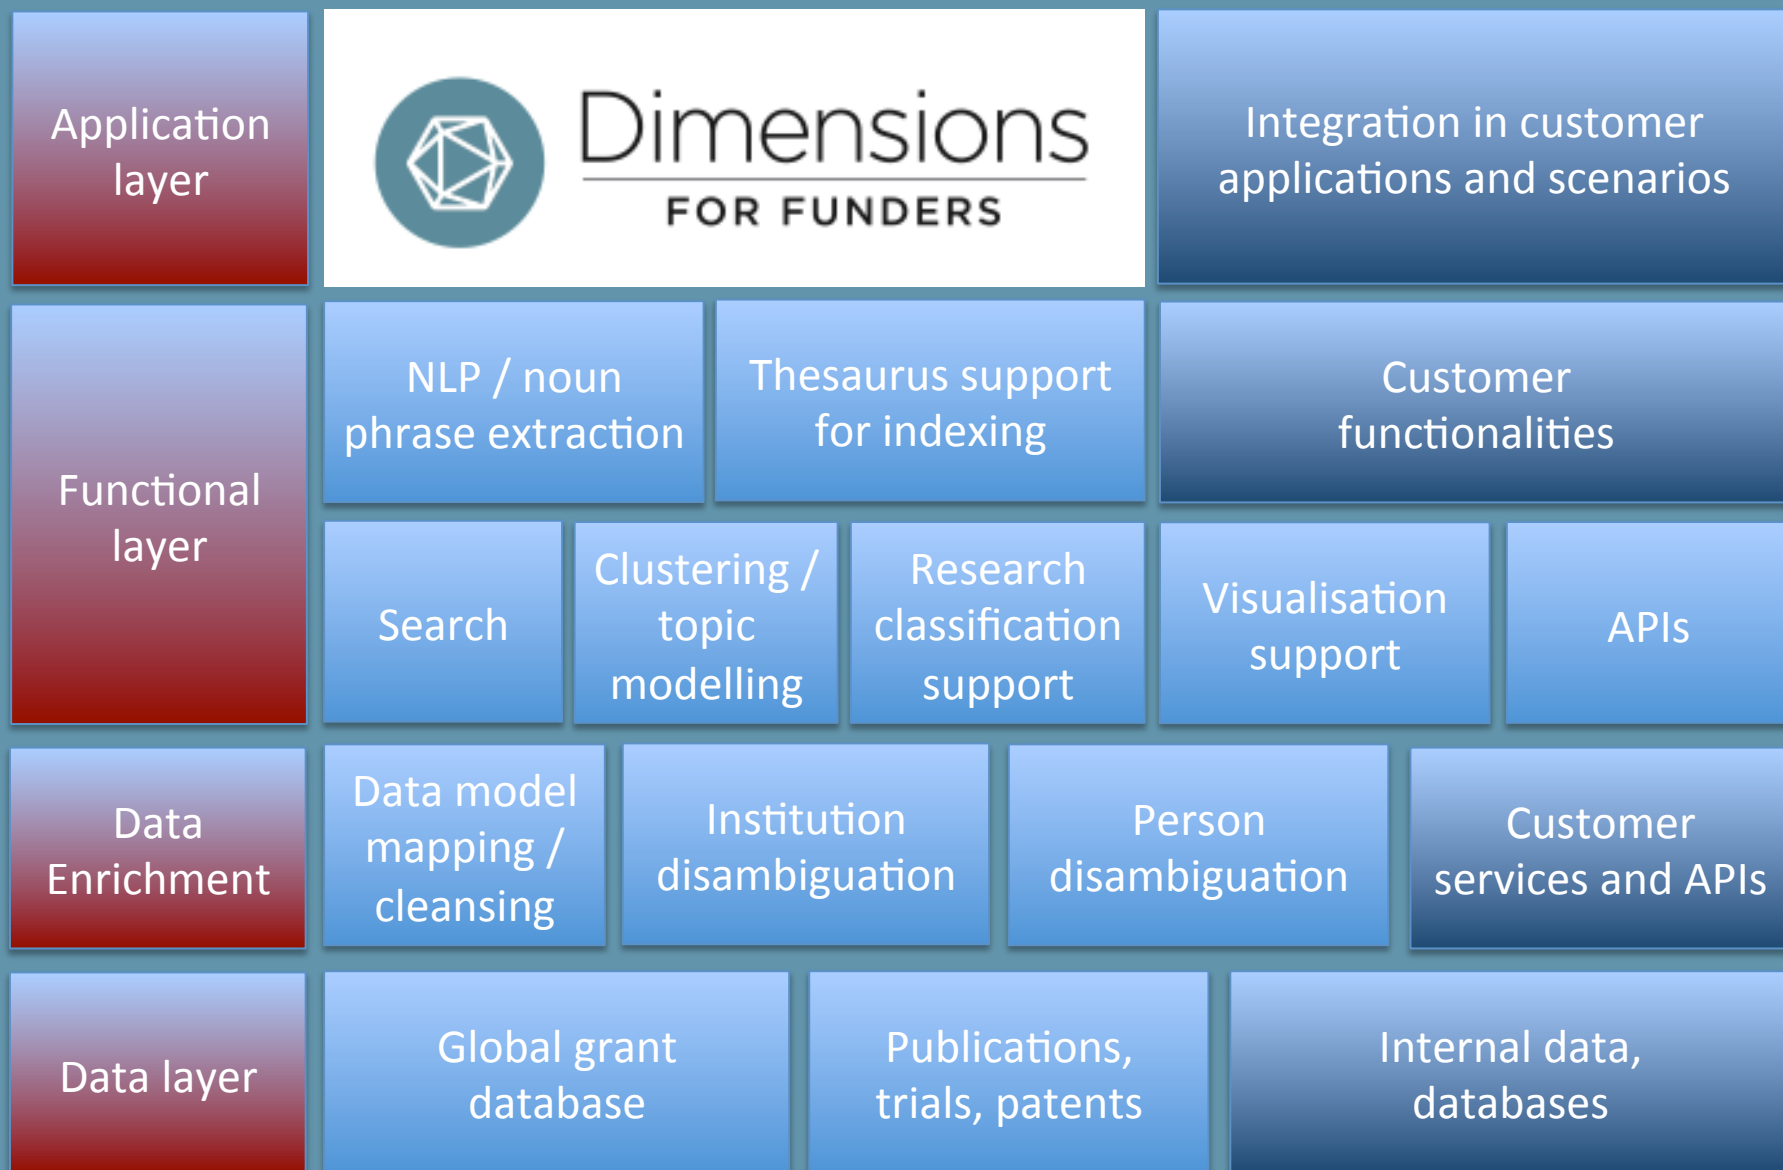 Application
layer
Dimensions
FOR FUNDERS
Integration in customer
applications and scenarios
Functional
layer
NLP / noun
phrase extraction
Thesaurus support
for indexing
Customer
functionalities
Search
Clustering /
topic
modelling
Research
classification
support
Visualisation
support
APIs
Data
Enrichment
Data model
mapping /
cleansing
Institution
disambiguation
Person
disambiguation
Customer
services and APIs
Data layer
Global grant
database
Publications,
trials, patents
Internal data,
databases